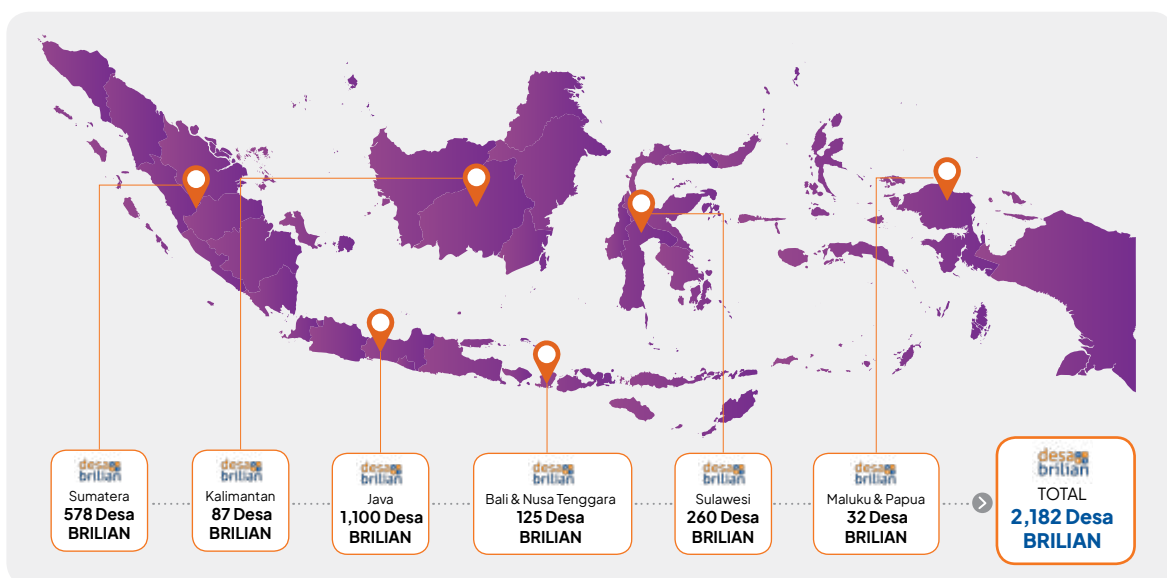 desa
brilian
Sumatera
578 Desa
BRILIAN
desa
brilian
Kalimantan
87 Desa
BRILIAN
desa
brilian
Java
1,100 Desa
BRILIAN
desa
brilian
Bali & Nusa Tenggara
125 Desa
BRILIAN
desa
brilian
Sulawesi
260 Desa
BRILIAN
desa
brilian
Maluku & Papua
32 Desa
BRILIAN
desa
brilian
TOTAL
2,182 Desa
BRILIAN